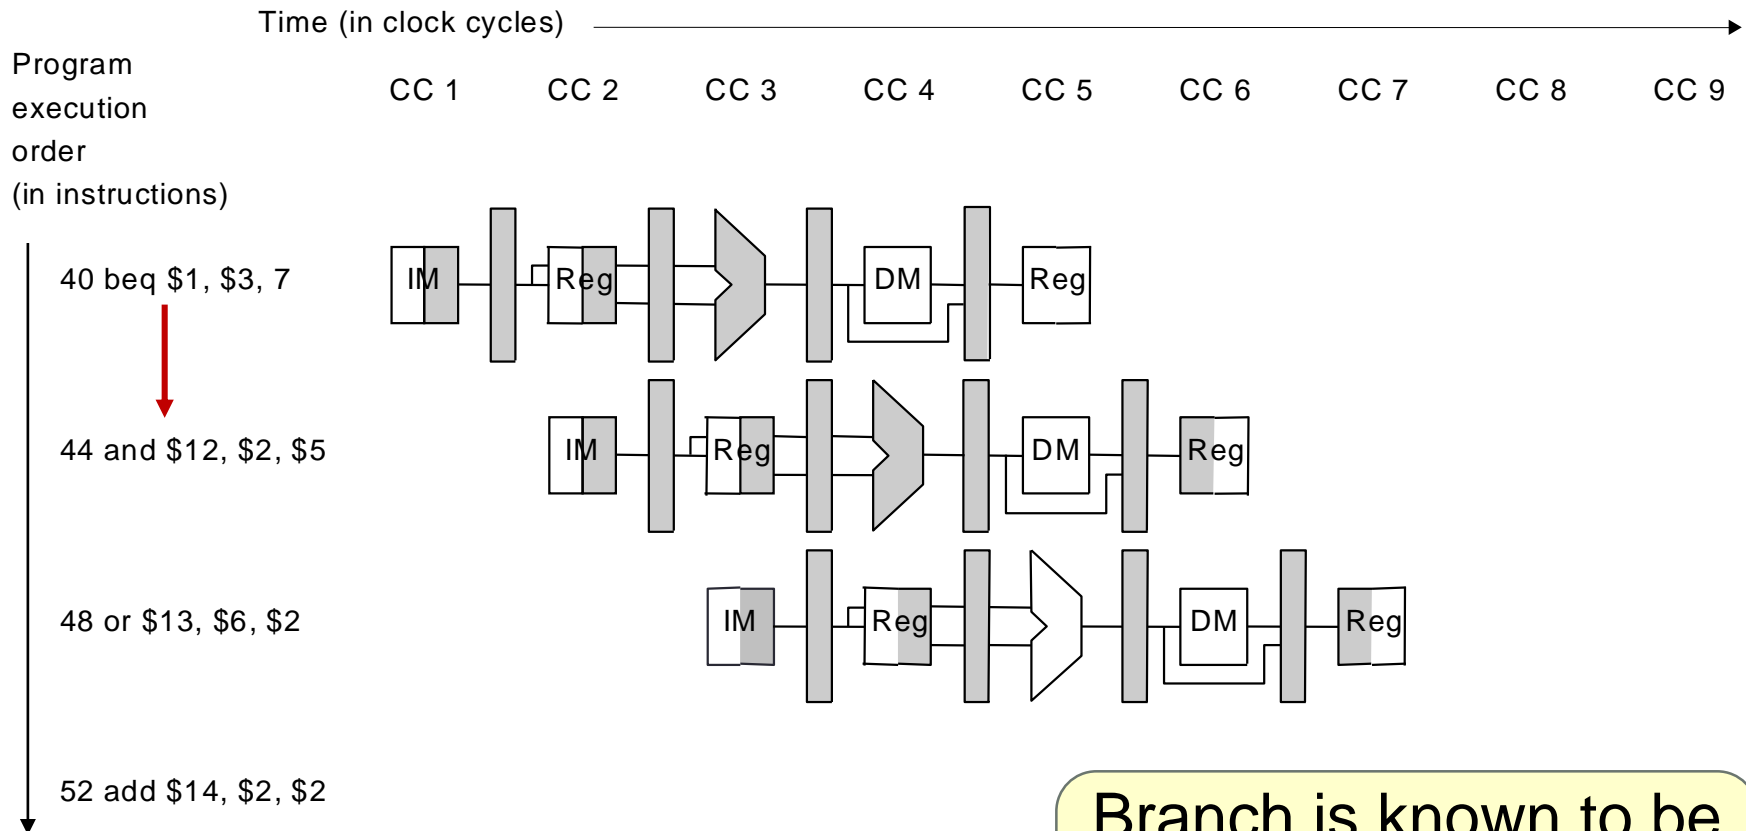 Time (in clock cycles)
Program
execution
order
(in instructions)
CC 1 CC 2 CC 3 CC 4 CC 5 CC 6 CC 7 CC 8 CC 9
40 beq $1, $3, 7
IM Reg DM Reg
44 and $12, $2, $5
IM Reg DM Reg
48 or $13, $6, $2
IM Reg DM Reg
52 add $14, $2, $2
Branch is known to be